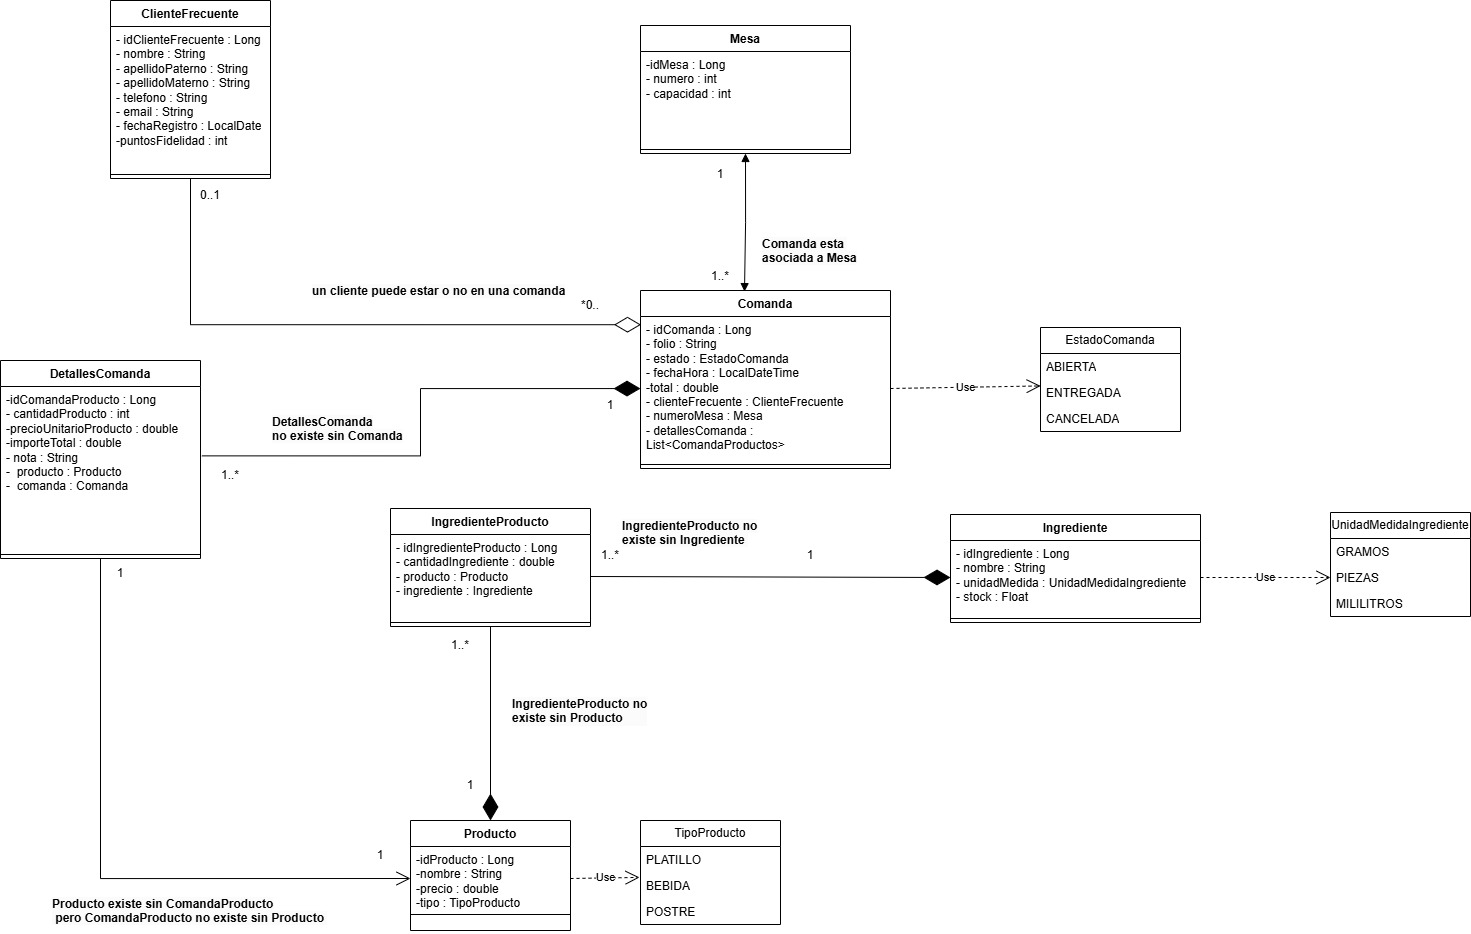 ClienteFrecuente
- idClienteFrecuente : Long
- nombre : String
- apellidoPaterno : String
- apellidoMaterno : String
- telefono : String
- email : String
- fechaRegistro : LocalDate
-puntosFidelidad : int
0..1
Mesa
-idMesa : Long
- numero : int
- capacidad : int
1
Comanda esta
asociada a Mesa
1..*
un cliente puede estar o no en una comanda
*0..
Comanda
- idComanda : Long
- folio : String
- estado : EstadoComanda
- fechaHora : LocalDateTime
-total : double
- clienteFrecuente : ClienteFrecuente
- numeroMesa : Mesa
- detallesComanda :
List<ComandaProductos>
Use
EstadoComanda
ABIERTA
ENTREGADA
CANCELADA
DetallesComanda
-idComandaProducto : Long
- cantidadProducto : int
-precioUnitarioProducto : double
-importeTotal : double
- nota : String
-  producto : Producto
-  comanda : Comanda
1
DetallesComanda
no existe sin Comanda
1..*
1
IngredienteProducto
- idIngredienteProducto : Long
- cantidadIngrediente : double
- producto : Producto
- ingrediente : Ingrediente
IngredienteProducto no
existe sin Ingrediente
1..*
1
Ingrediente
- idIngrediente : Long
- nombre : String
- unidadMedida : UnidadMedidaIngrediente
- stock : Float
Use
UnidadMedidaIngrediente
GRAMOS
PIEZAS
MILILITROS
1..*
IngredienteProducto no
existe sin Producto
1
1
Producto
-idProducto : Long
-nombre : String
-precio : double
-tipo : TipoProducto
Use
TipoProducto
PLATILLO
BEBIDA
POSTRE
Producto existe sin ComandaProducto
pero ComandaProducto no existe sin Producto